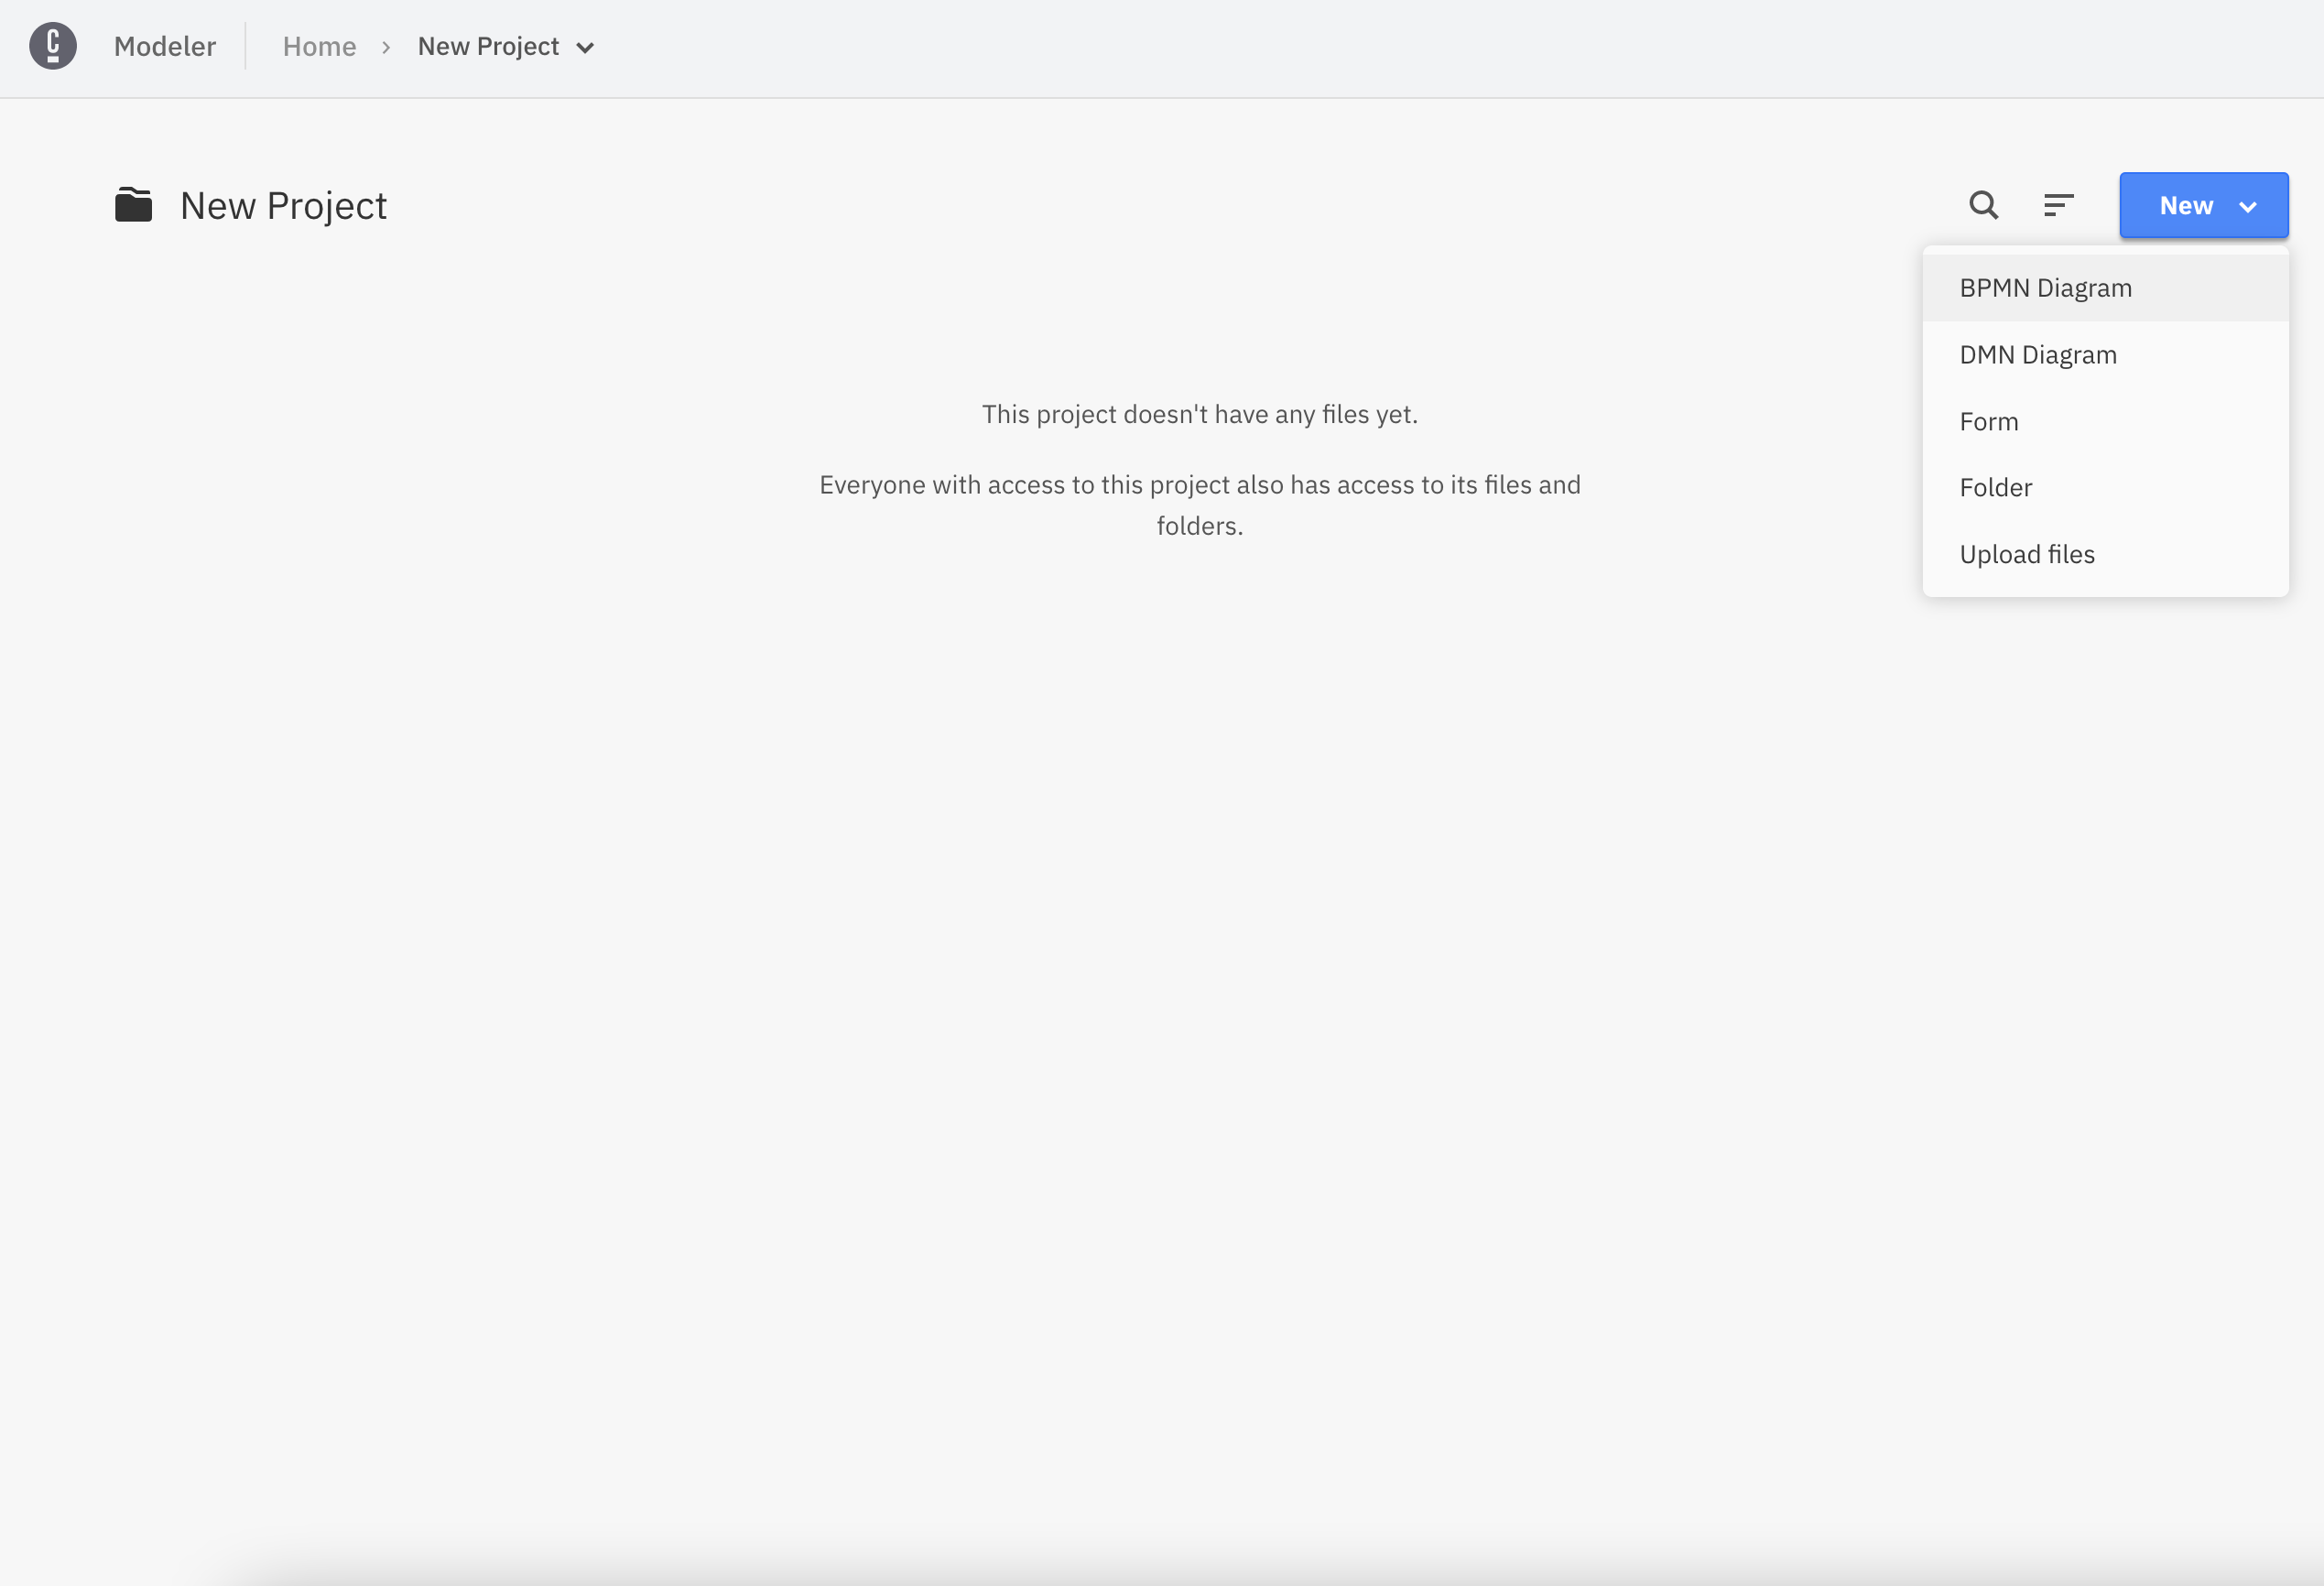 Modeler
Home
New Project
New Project
New
BPMN Diagram
DMN Diagram
Form
Folder
Upload files
This project doesn't have any files yet.
Everyone with access to this project also has access to its files and
folders.